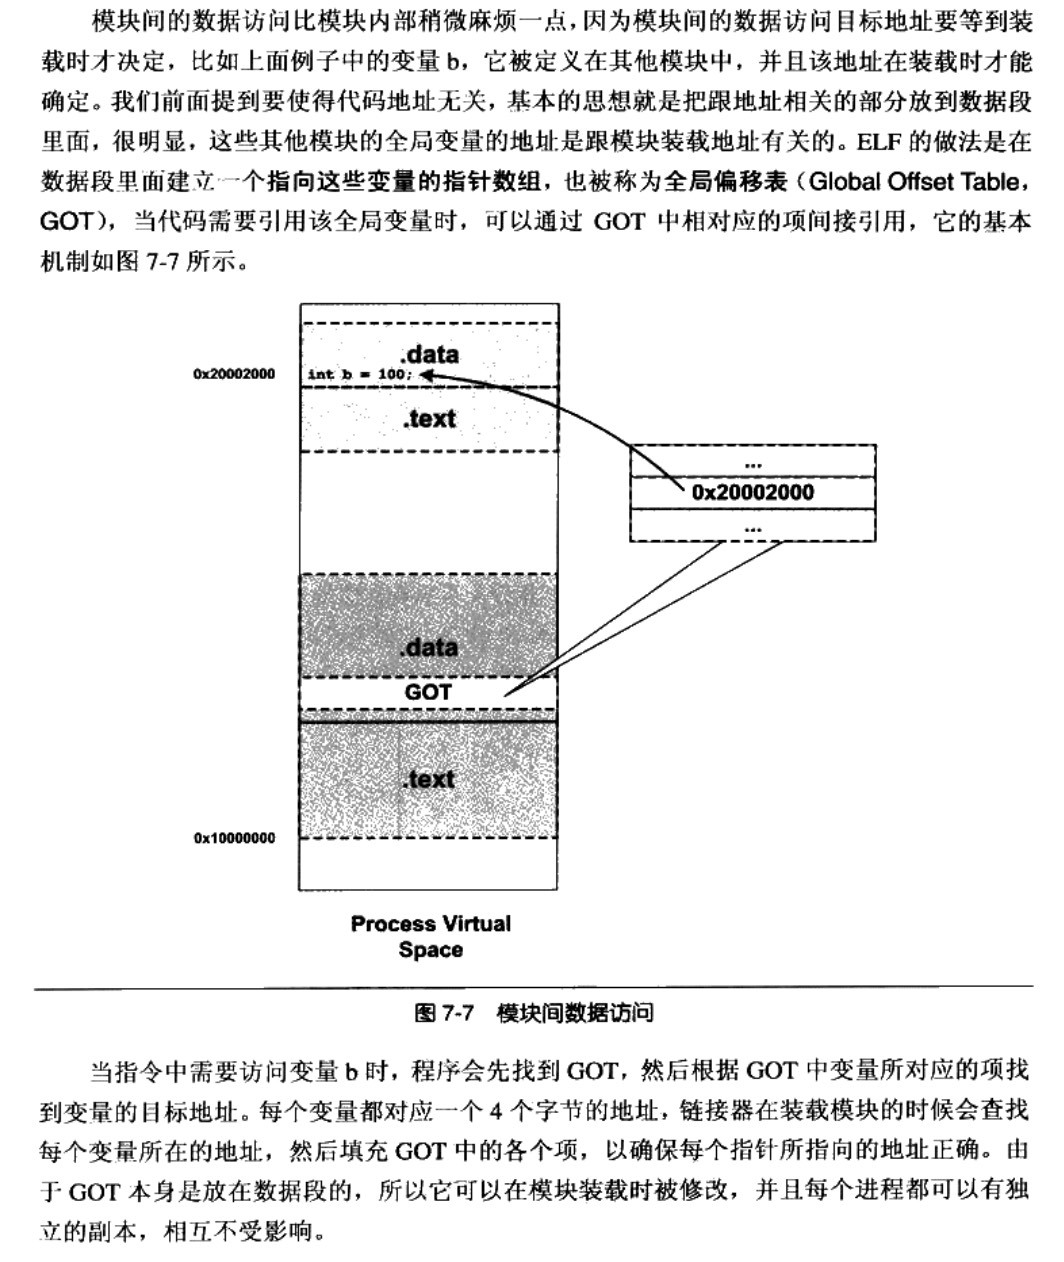 模块间的数据访问比模块内部稍微麻烦一点，因为模块间的数据访问目标地址要等到装
载时才决定，比如上面例子中的变量 b，它被定义在其他模块中，并且该地址在装载时才能
确定。我们前面提到要使得代码地址无关，基本的思想就是把跟地址相关的部分放到数据段
里面，很明显，这些其他模块的全局变量的地址是跟模块装载地址有关的。ELF 的做法是在
数据段里面建立一个指向这些变量的指针数组，也被称为全局偏移表（Global Offset Table，
GOT），当代码需要引用该全局变量时，可以通过 GOT 中相对应的项间接引用，它的基本
机制如图 7-7 所示。
.data
0x20002000
int b = 100;
.text
...
0x20002000
...
.data
GOT
.text
0x10000000
Process Virtual
Space
图 7-7 模块间数据访问
当指令中需要访问变量 b 时，程序会先找到 GOT，然后根据 GOT 中变量所对应的项找
到变量的目标地址。每个变量都对应一个 4 个字节的地址，链接器在装载模块的时候会查找
每个变量所在的地址，然后填充 GOT 中的各个项，以确保每个指针所指向的地址正确。由
于 GOT 本身是放在数据段的，所以它可以在模块装载时被修改，并且每个进程都可以有独
立的副本，相互不受影响。